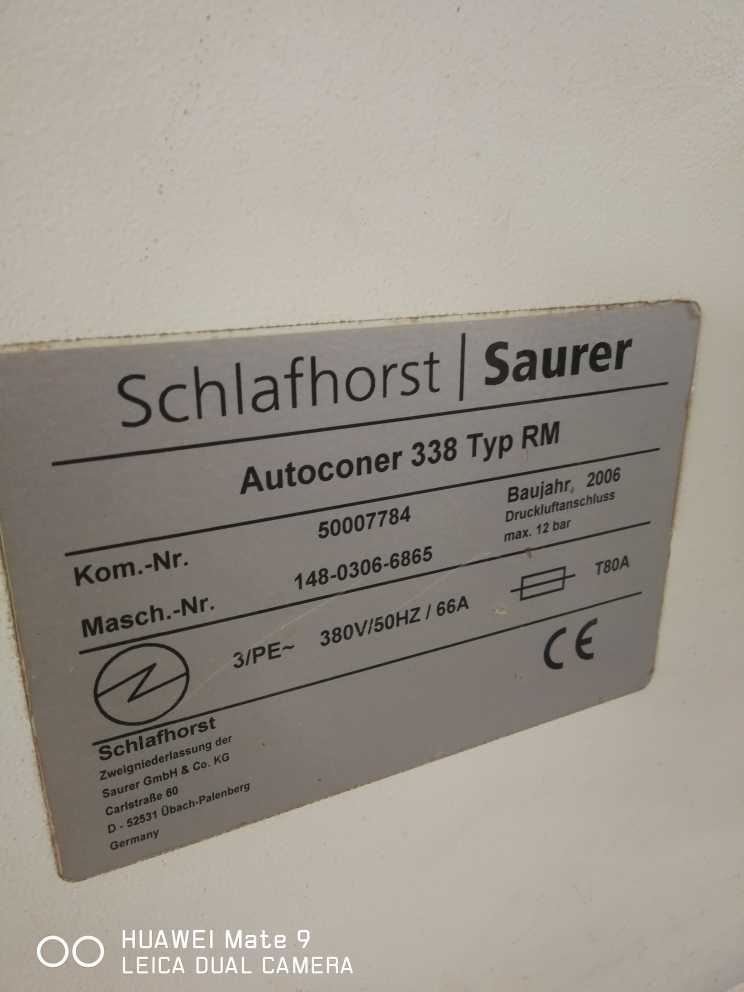 Schlafhorst | Saurer
Autoconer 338 Typ RM
Kom.-Nr. 50007784 Baujahr. 2006
Druckluftanschluss
max. 12 bar
Masch.-Nr. 148-0306-6865
3/PE~ 380V/50HZ / 66A T80A
CE
Schlafhorst
Zweigniederlassung der
Saurer GmbH & Co. KG
Carlstraße 60
D - 52531 Übach-Palenberg
Germany
HUAWEI Mate 9
LEICA DUAL CAMERA